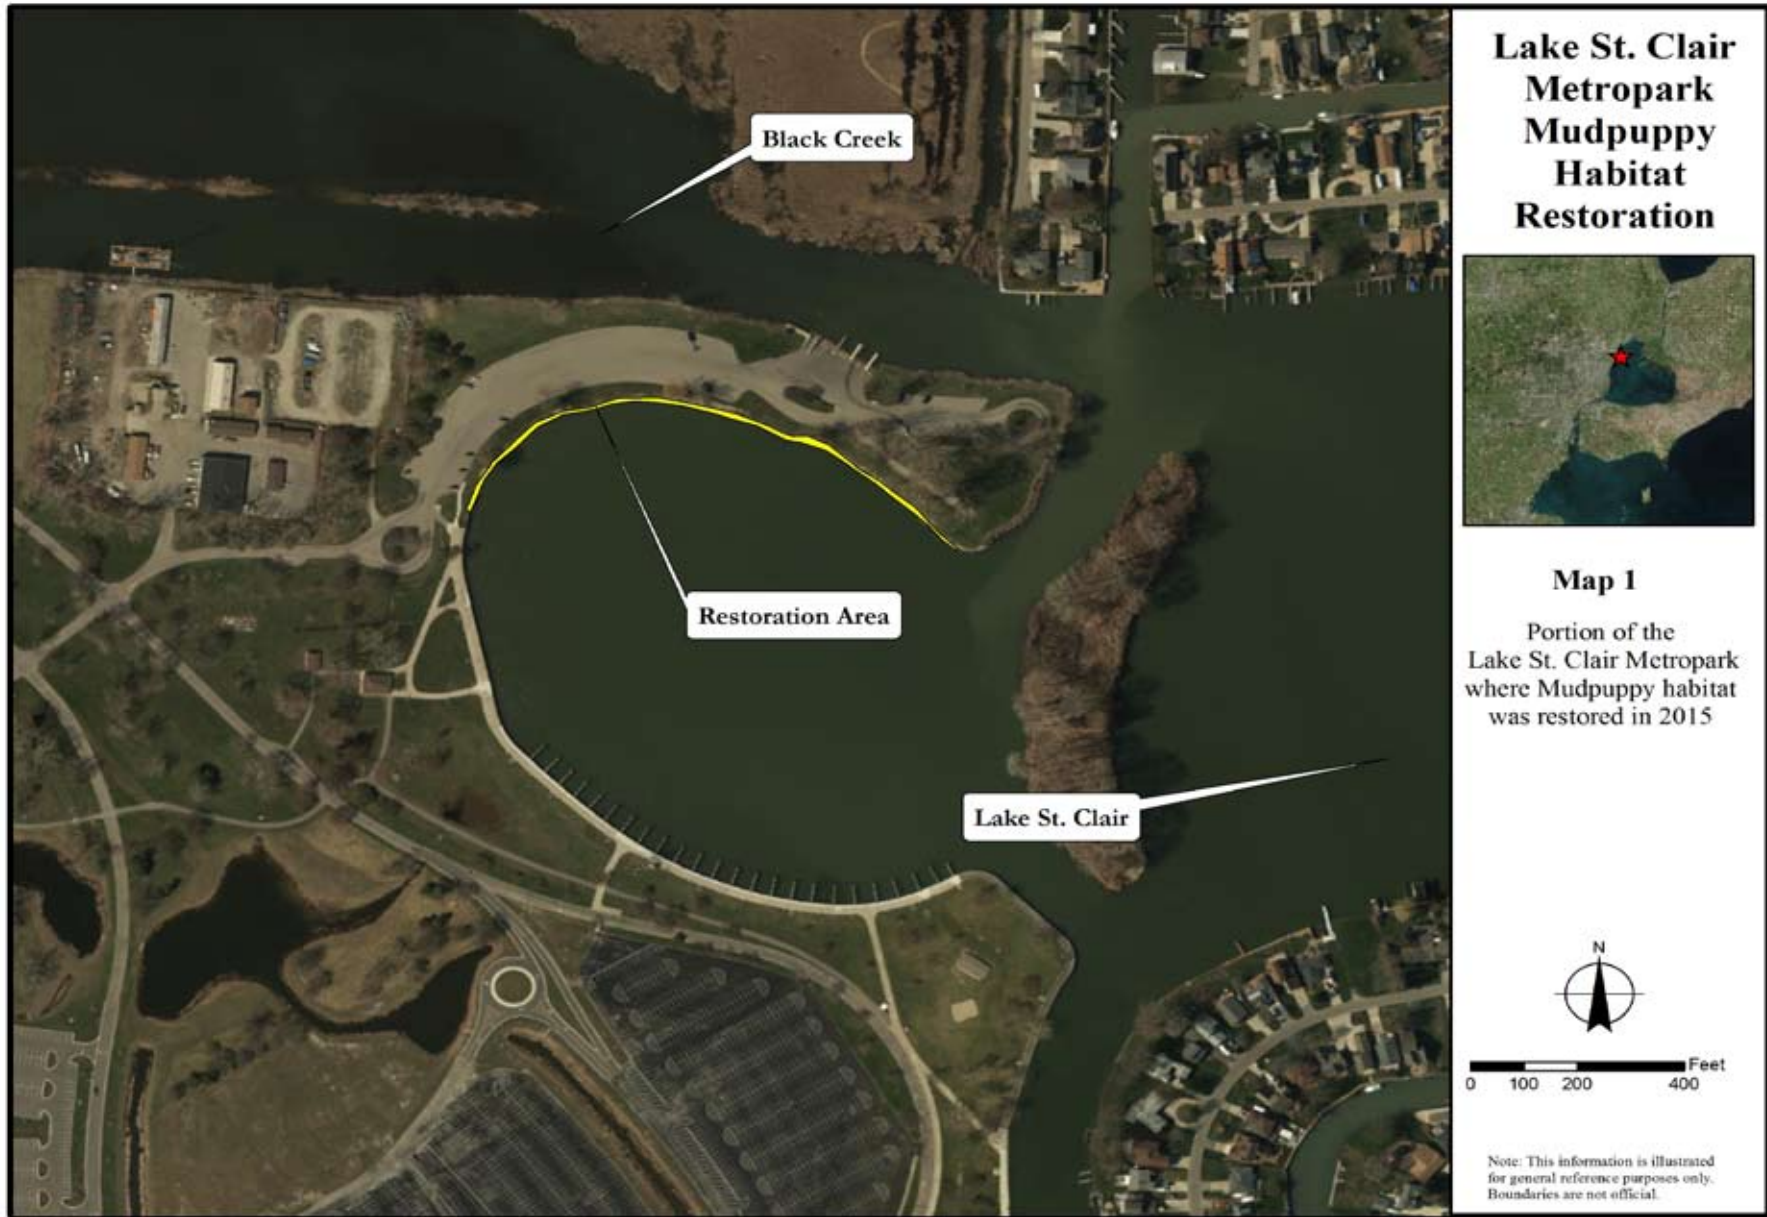 Lake St. Clair
Metropark
Mudpuppy
Habitat
Restoration
Black Creek
Restoration Area
Lake St. Clair
Map 1
Portion of the
Lake St. Clair Metropark
where Mudpuppy habitat
was restored in 2015
N
Feet
0 100 200 400
Note: This information is illustrated
for general reference purposes only.
Boundaries are not official.